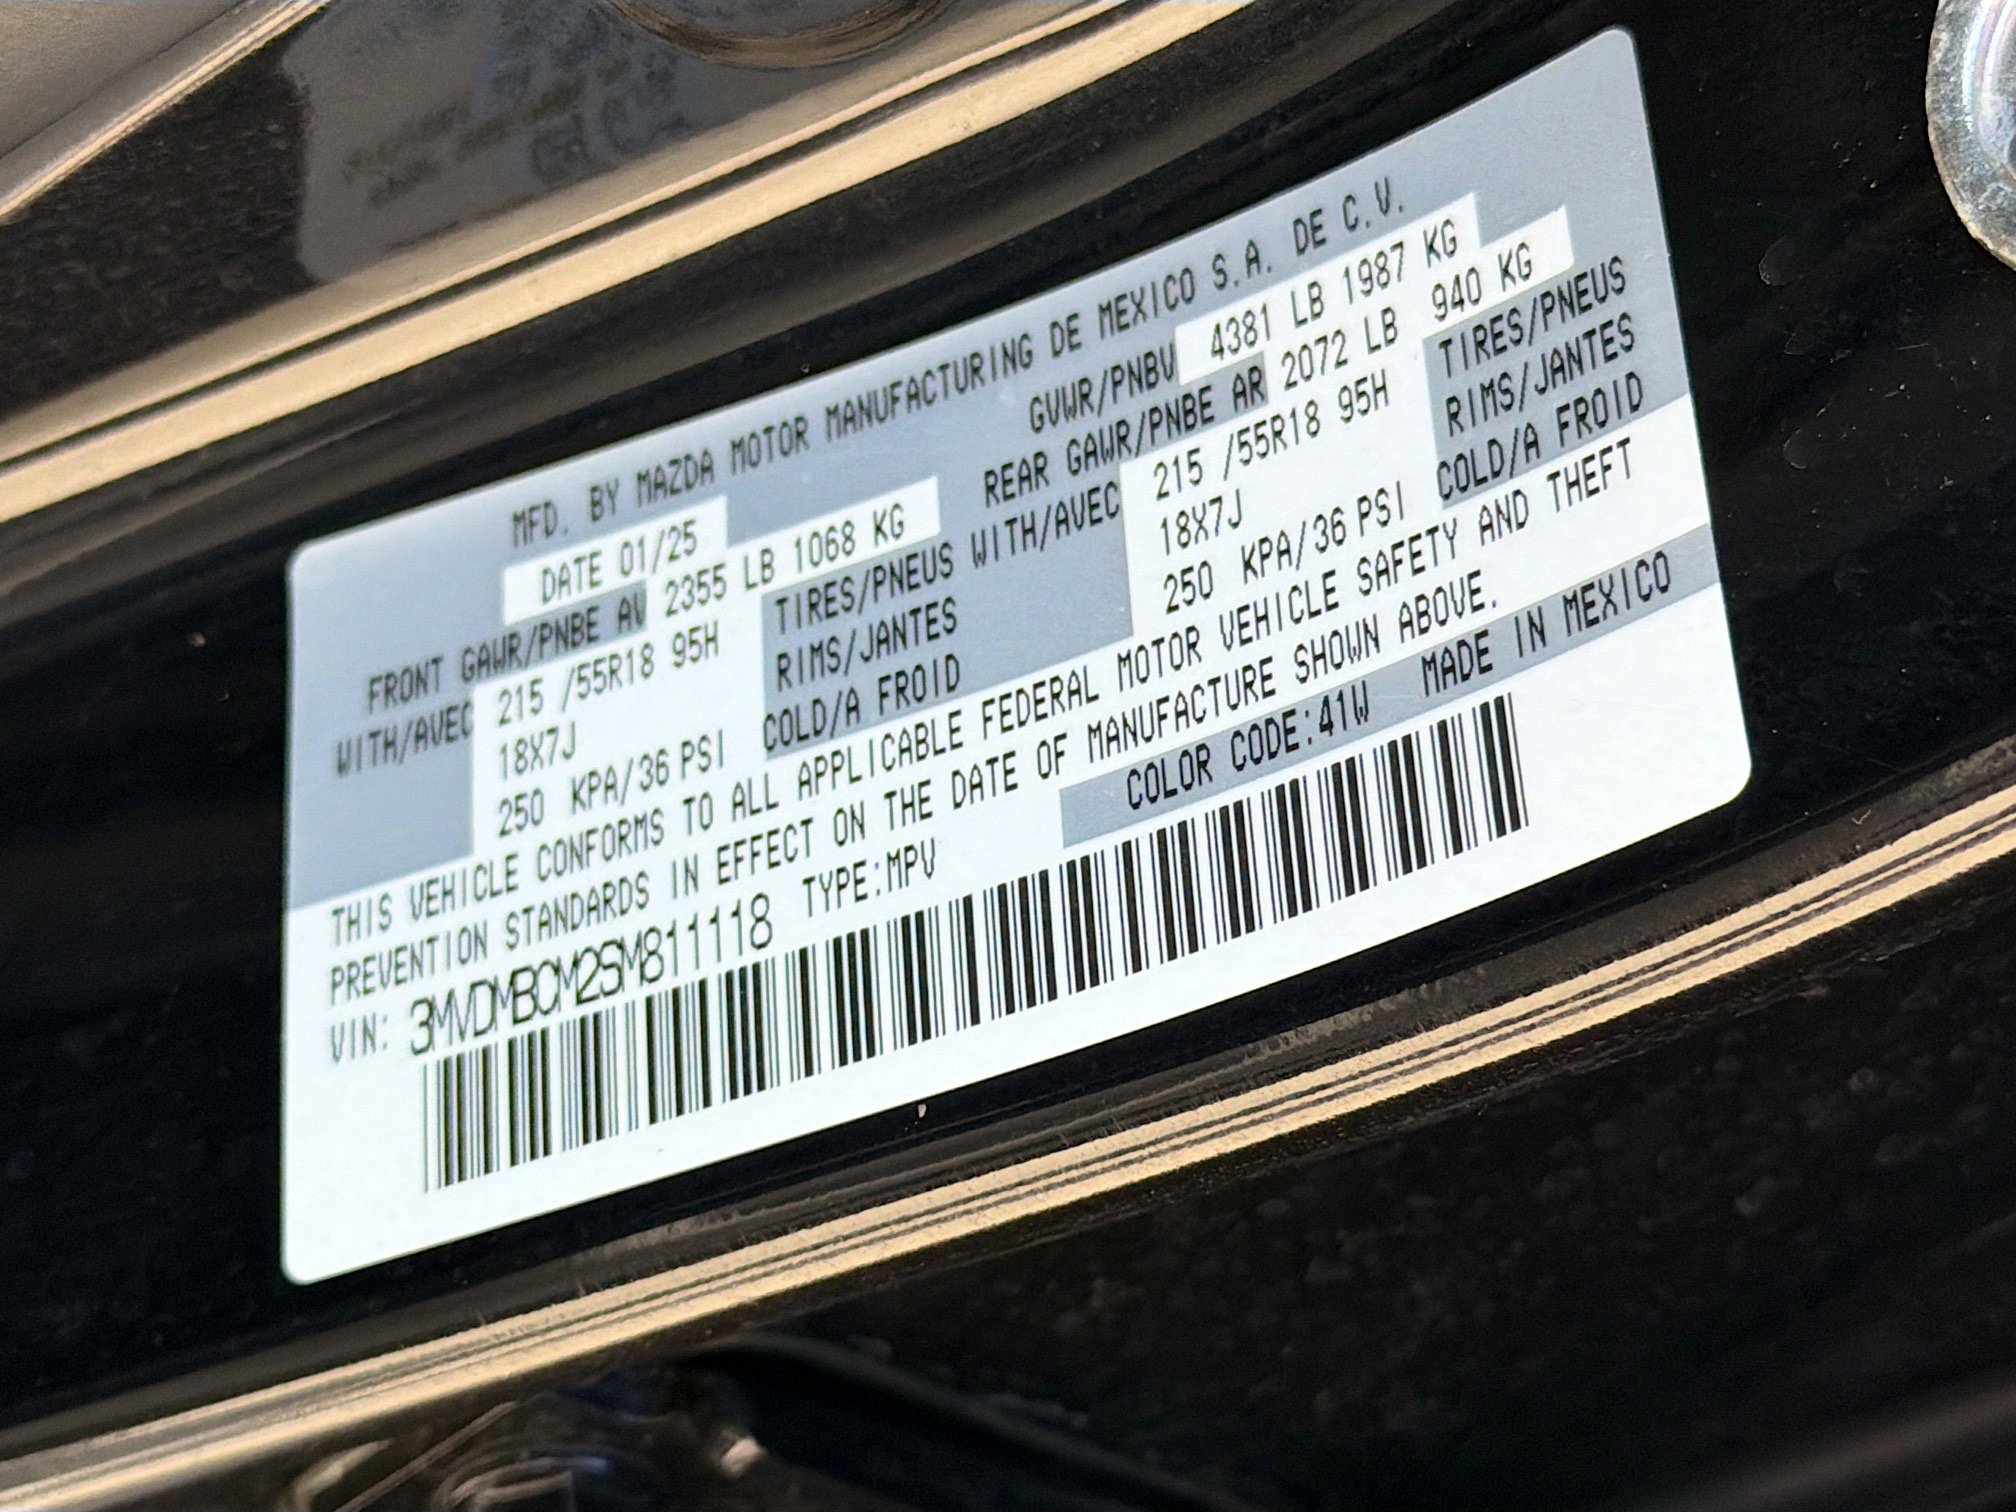 MFD. BY MAZDA MOTOR MANUFACTURING DE MEXICO S.A. DE C.V.
DATE 01/25 GVWR/PNBV 4381 LB 1987 KG
FRONT GAWR/PNBE AV 2355 LB 1068 KG REAR GAWR/PNBE AR 2072 LB 940 KG
WITH/AVEC 215 /55R18 95H TIRES/PNEUS WITH/AVEC 215 /55R18 95H TIRES/PNEUS
18X7J RIMS/JANTES 18X7J RIMS/JANTES
250 KPA/36 PSI COLD/A FROID 250 KPA/36 PSI COLD/A FROID
THIS VEHICLE CONFORMS TO ALL APPLICABLE FEDERAL MOTOR VEHICLE SAFETY AND THEFT
PREVENTION STANDARDS IN EFFECT ON THE DATE OF MANUFACTURE SHOWN ABOVE.
VIN: 3MVDMBCM2SM811118 TYPE:MPV COLOR CODE:41W MADE IN MEXICO